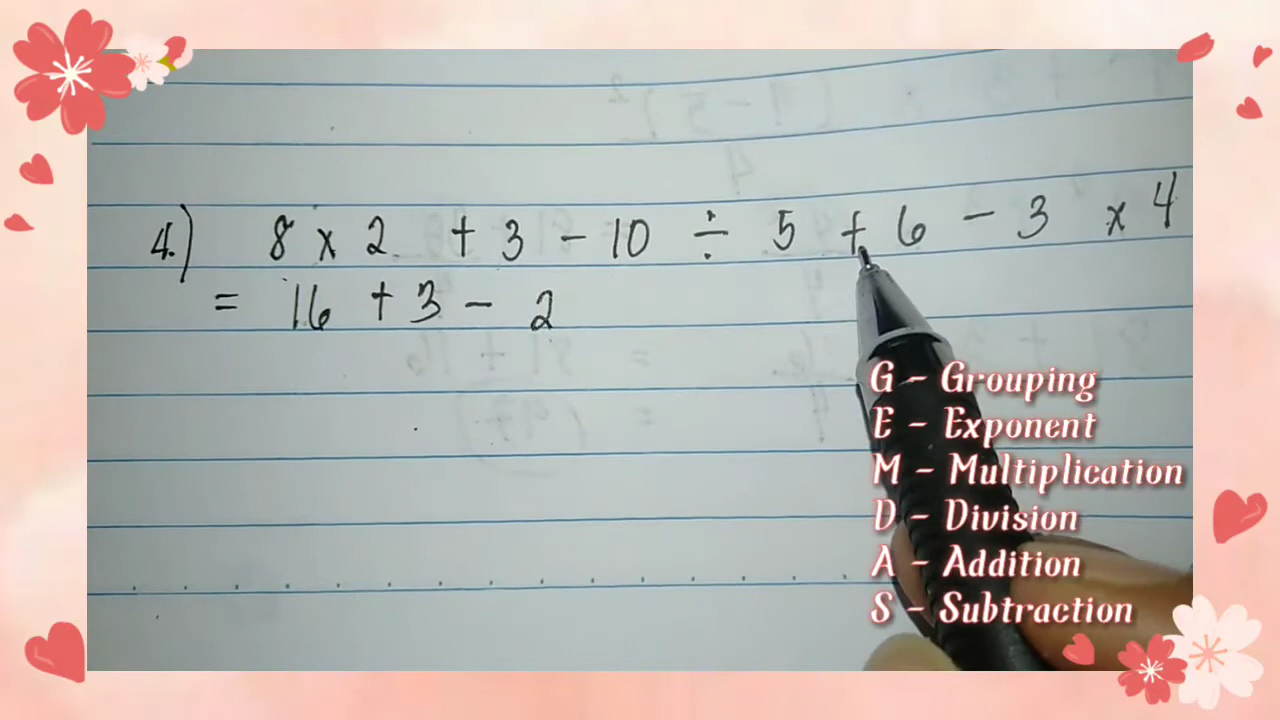 4.) 8 x 2 + 3 - 10 ÷ 5 + 6 - 3 x 4
= 16 + 3 - 2
G - Grouping
E - Exponent
M - Multiplication
D - Division
A - Addition
S - Subtraction